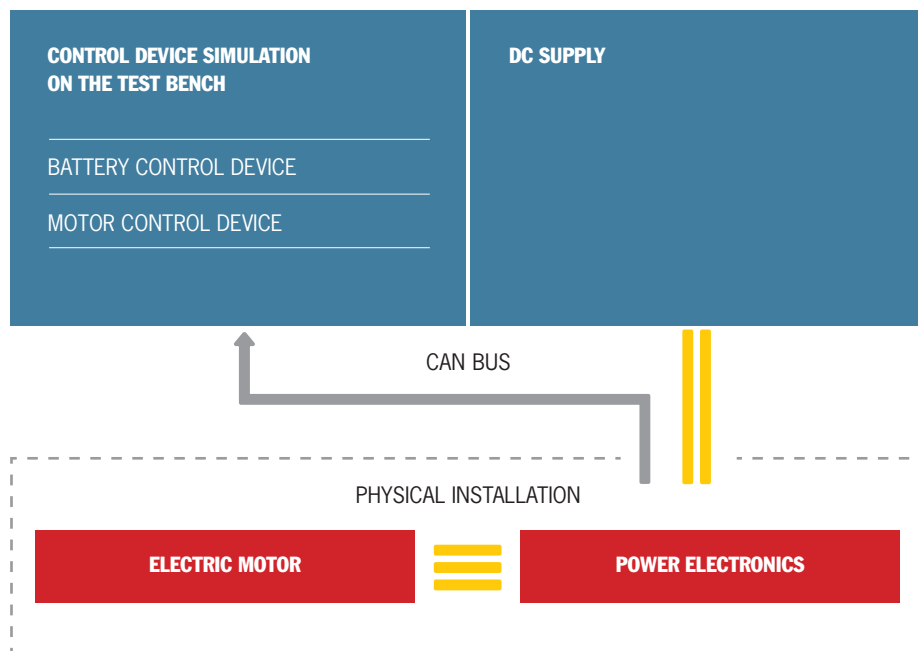 CONTROL DEVICE SIMULATION
ON THE TEST BENCH
BATTERY CONTROL DEVICE
MOTOR CONTROL DEVICE
DC SUPPLY
CAN BUS
PHYSICAL INSTALLATION
ELECTRIC MOTOR
POWER ELECTRONICS